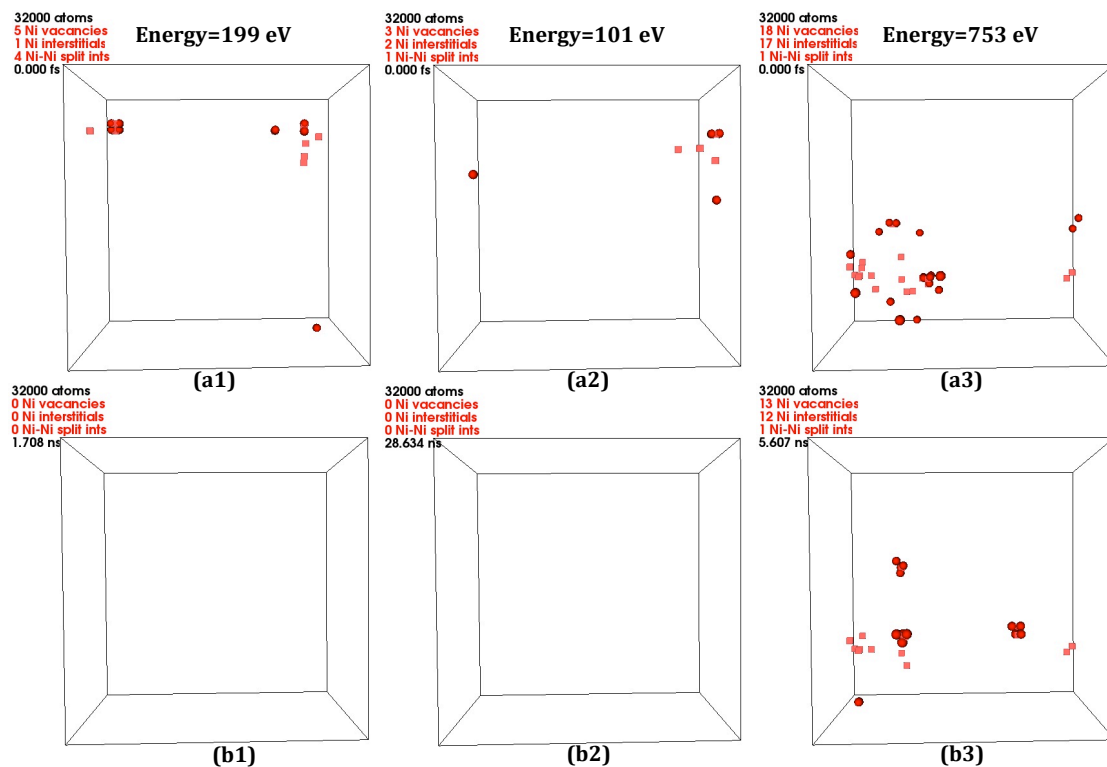 32000 atoms
5 Ni vacancies
1 Ni interstitials
4 Ni-Ni split ints
0.000 fs
Energy=199 eV
(a1)
32000 atoms
3 Ni vacancies
2 Ni interstitials
1 Ni-Ni split ints
0.000 fs
Energy=101 eV
(a2)
32000 atoms
18 Ni vacancies
17 Ni interstitials
1 Ni-Ni split ints
0.000 fs
Energy=753 eV
(a3)
32000 atoms
0 Ni vacancies
0 Ni interstitials
0 Ni-Ni split ints
1.708 ns
(b1)
32000 atoms
0 Ni vacancies
0 Ni interstitials
0 Ni-Ni split ints
28.634 ns
(b2)
32000 atoms
13 Ni vacancies
12 Ni interstitials
1 Ni-Ni split ints
5.607 ns
(b3)